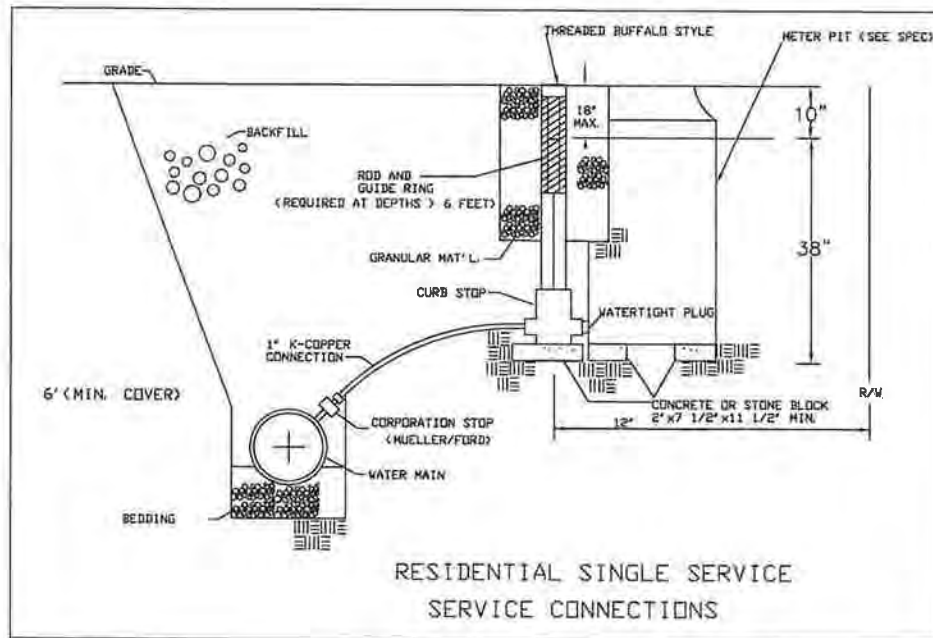 THREADED BUFFALO STYLE
METER PIT (SEE SPEC)
GRADE
BACKFILL
18"
MAX.
10"
ROD AND
GUIDE RING
(REQUIRED AT DEPTHS > 6 FEET)
GRANULAR MAT'L.
38"
CURB STOP
WATERTIGHT PLUG
1" K-COPPER
CONNECTION
6' (MIN. COVER)
R/W
CONCRETE OR STONE BLOCK
2"x7 1/2"x11 1/2" MIN.
12"
CORPORATION STOP
(MUELLER/FORD)
WATER MAIN
BEDDING
RESIDENTIAL SINGLE SERVICE
SERVICE CONNECTIONS